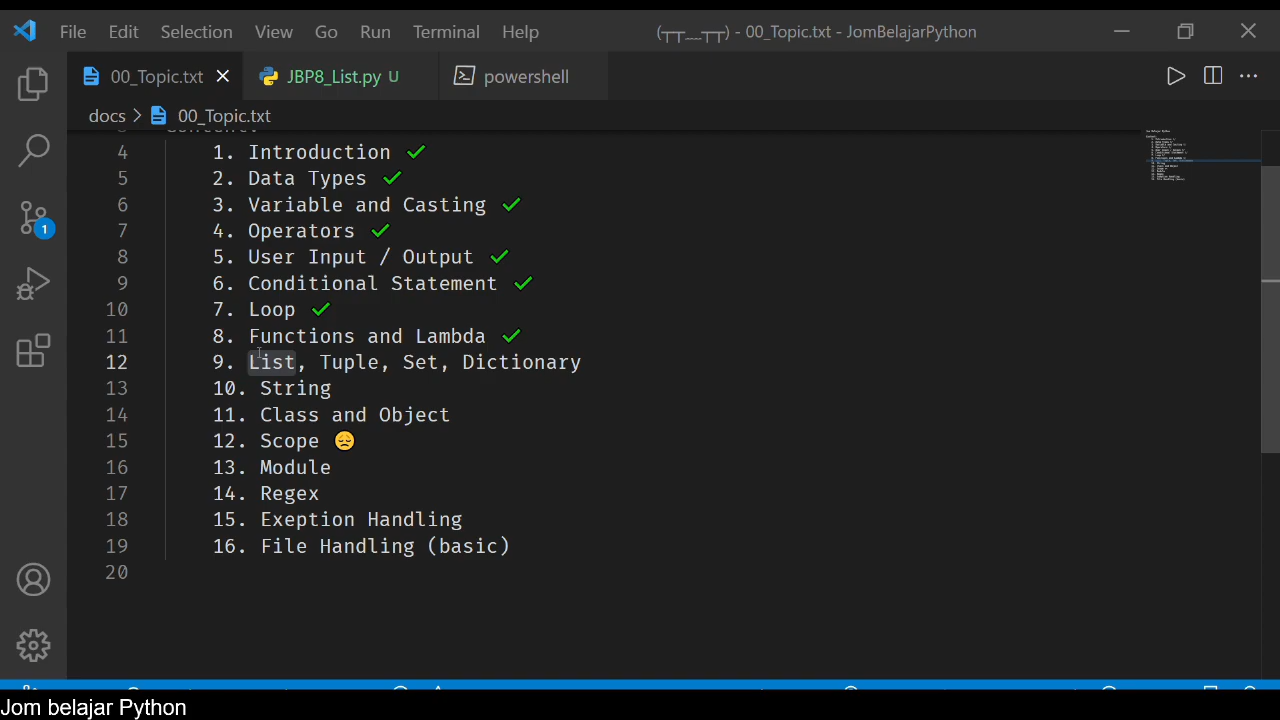 File Edit Selection View Go Run Terminal Help (┬┬﹏┬┬) - 00_Topic.txt - JomBelajarPython
00_Topic.txt JBP8_List.py U powershell
docs > 00_Topic.txt
4 1. Introduction ✓
5 2. Data Types ✓
6 3. Variable and Casting ✓
7 4. Operators ✓
8 5. User Input / Output ✓
9 6. Conditional Statement ✓
10 7. Loop ✓
11 8. Functions and Lambda ✓
12 9. List, Tuple, Set, Dictionary
13 10. String
14 11. Class and Object
15 12. Scope 😔
16 13. Module
17 14. Regex
18 15. Exeption Handling
19 16. File Handling (basic)
20
1
Jom belajar Python